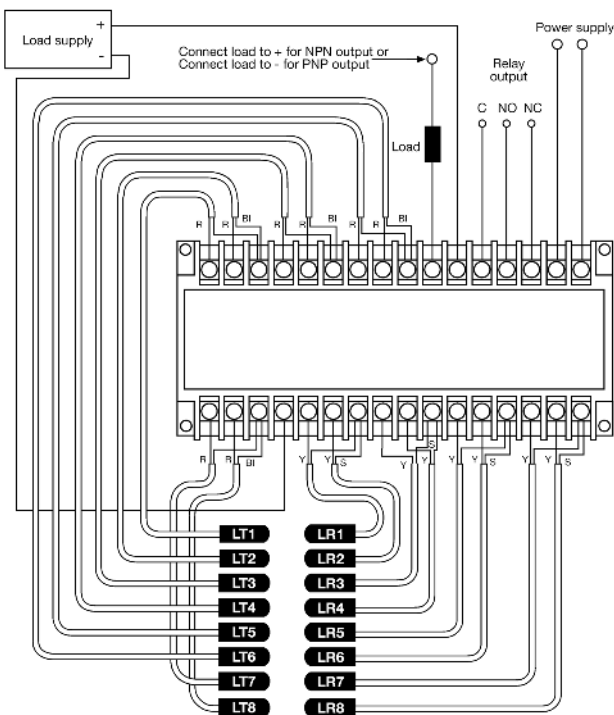 +
Load supply
-
Power supply
Connect load to + for NPN output or
Connect load to - for PNP output
Relay
output
C NO NC
Load
R R Bl R R Bl R R Bl
R R Bl Y Y S Y S Y Y Y S Y Y S
LT1 LR1
LT2 LR2
LT3 LR3
LT4 LR4
LT5 LR5
LT6 LR6
LT7 LR7
LT8 LR8